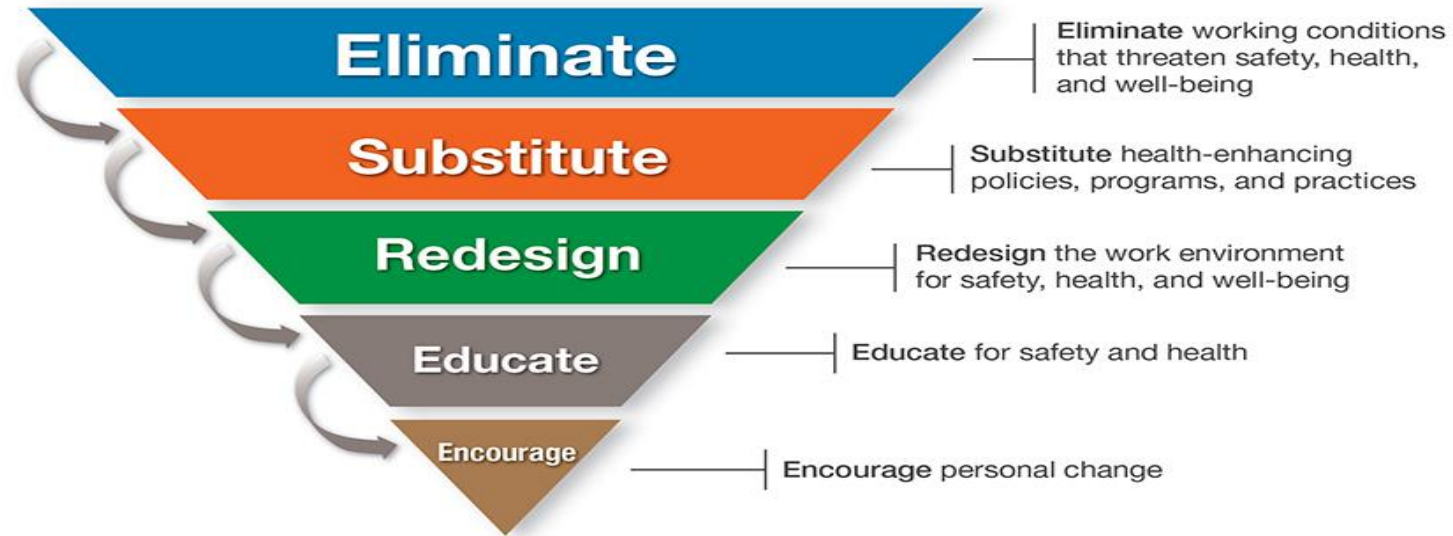 Eliminate
Eliminate working conditions
that threaten safety, health,
and well-being
Substitute
Substitute health-enhancing
policies, programs, and practices
Redesign
Redesign the work environment
for safety, health, and well-being
Educate
Educate for safety and health
Encourage
Encourage personal change